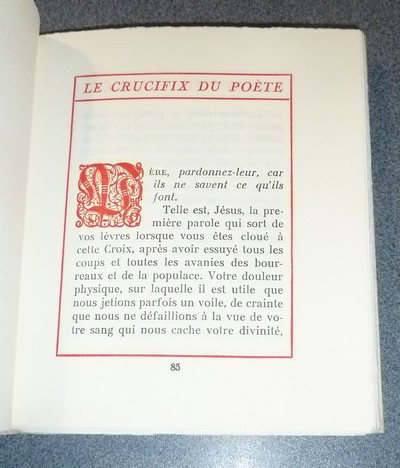 LE CRUCIFIX DU POÈTE
PÈRE, pardonnez-leur, car
ils ne savent ce qu'ils
font.
Telle est, Jésus, la pre-
mière parole qui sort de
vos lèvres lorsque vous êtes cloué à
cette Croix, après avoir essuyé tous les
coups et toutes les avanies des bour-
reaux et de la populace. Votre douleur
physique, sur laquelle il est utile que
nous jetions parfois un voile, de crainte
que nous ne défaillions à la vue de vo-
tre sang qui nous cache votre divinité,
85